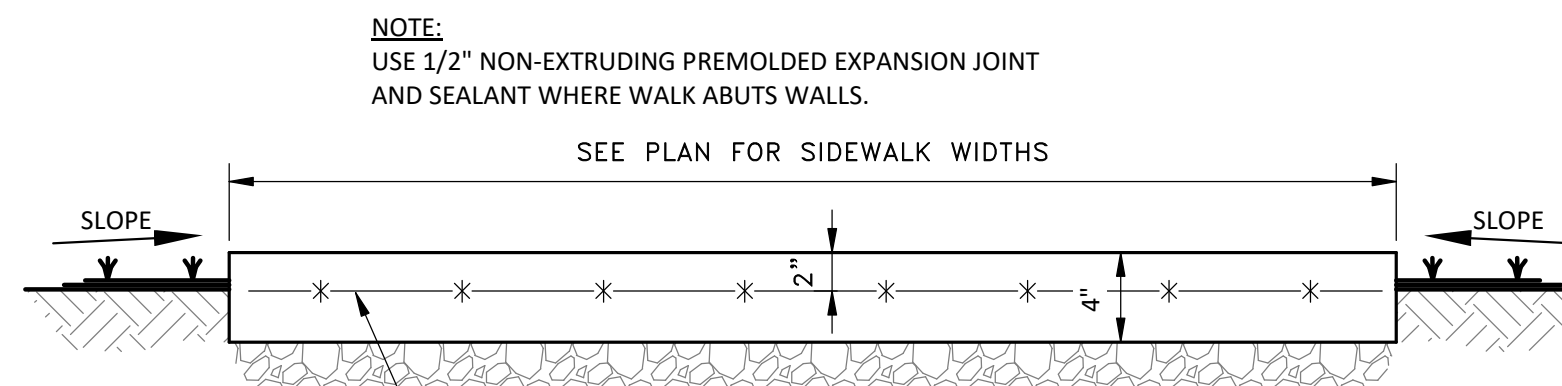 NOTE:
USE 1/2" NON-EXTRUDING PREMOLDED EXPANSION JOINT
AND SEALANT WHERE WALK ABUTS WALLS.
SEE PLAN FOR SIDEWALK WIDTHS
SLOPE
SLOPE
2"
4"